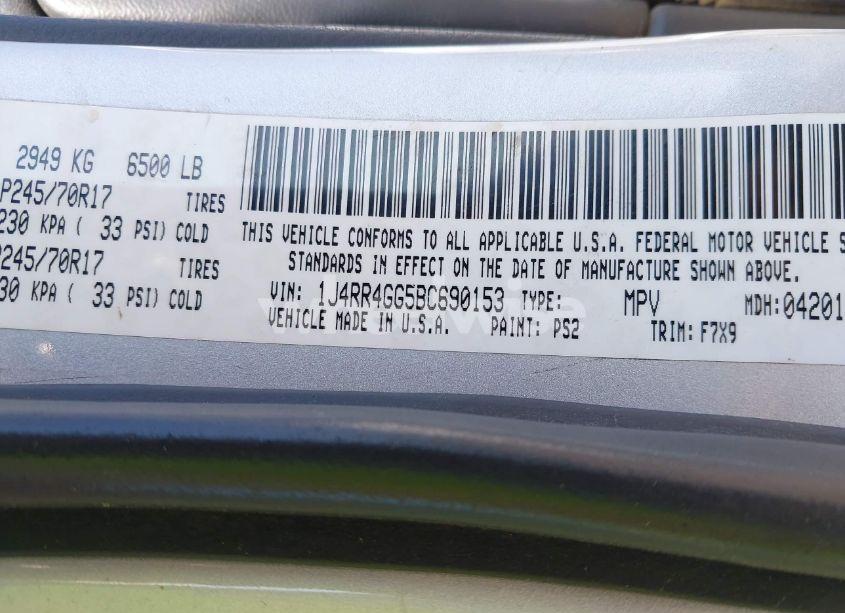 2949 KG 6500 LB
P245/70R17 TIRES
230 KPA ( 33 PSI) COLD
245/70R17 TIRES
30 KPA ( 33 PSI) COLD
THIS VEHICLE CONFORMS TO ALL APPLICABLE U.S.A. FEDERAL MOTOR VEHICLE S
STANDARDS IN EFFECT ON THE DATE OF MANUFACTURE SHOWN ABOVE.
VIN: 1J4RR4GG5BC690153 TYPE: MPV MDH: 04201
VEHICLE MADE IN U.S.A. PAINT: PS2 TRIM: F7X9